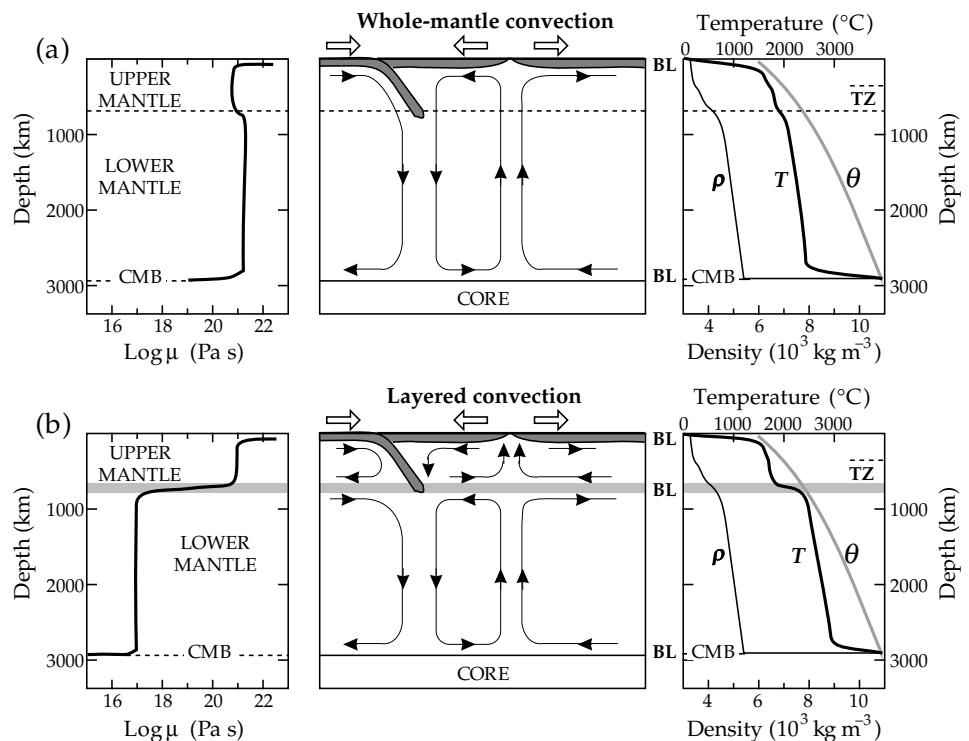 (a)
Whole-mantle convection
Temperature (°C)
0 1000 2000 3000
UPPER
MANTLE
LOWER
MANTLE
CMB
Depth (km)
1000
2000
3000
16 18 20 22
Log μ (Pa s)
CORE
BL
BL
CMB
TZ
ρ
T
θ
1000
2000
3000
Depth (km)
4 6 8 10
Density (10³ kg m⁻³)
(b)
Layered convection
Temperature (°C)
0 1000 2000 3000
UPPER
MANTLE
LOWER
MANTLE
CMB
Depth (km)
1000
2000
3000
16 18 20 22
Log μ (Pa s)
CORE
BL
BL
BL
CMB
TZ
ρ
T
θ
1000
2000
3000
Depth (km)
4 6 8 10
Density (10³ kg m⁻³)